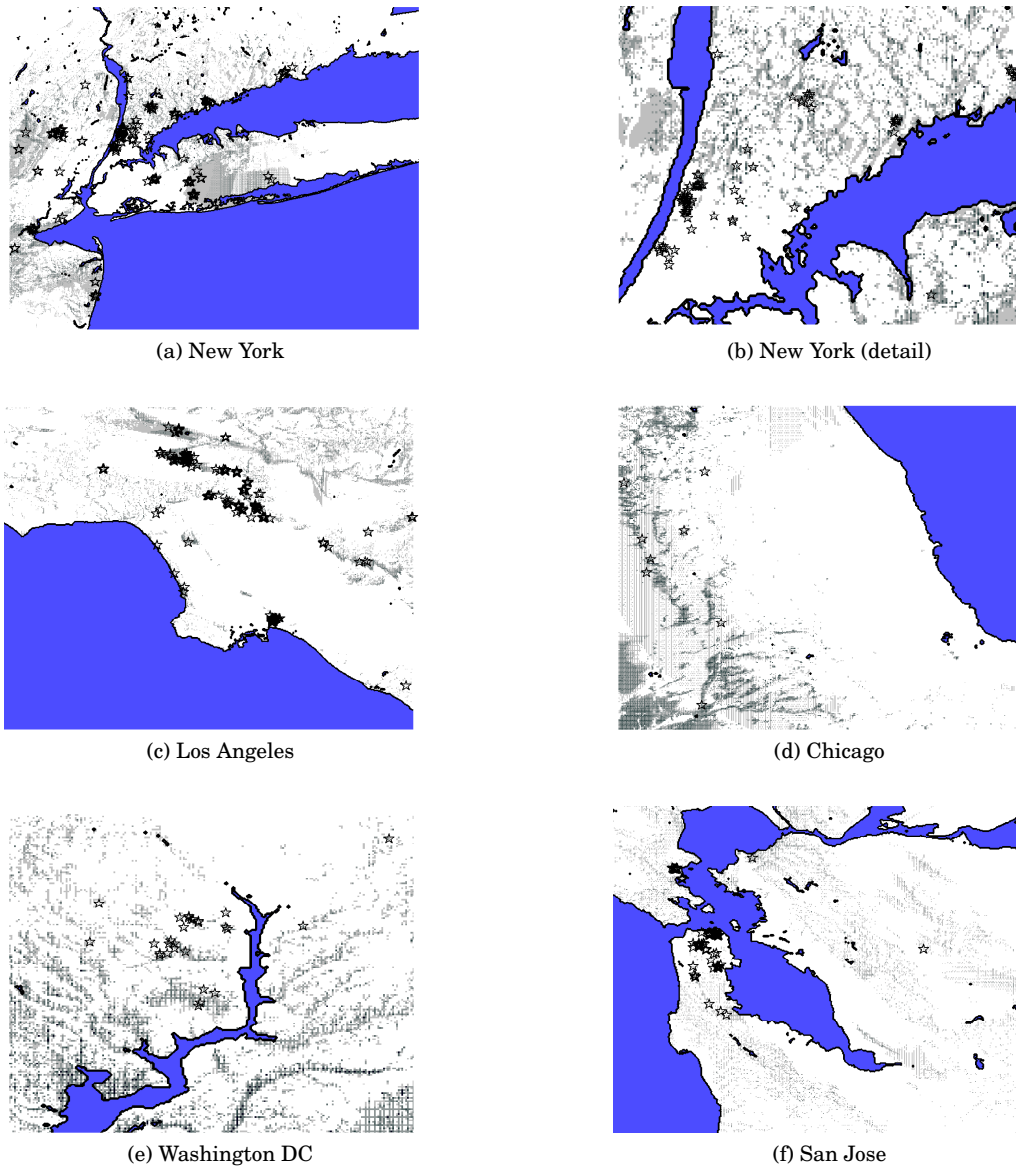 (a) New York
(b) New York (detail)
(c) Los Angeles
(d) Chicago
(e) Washington DC
(f) San Jose